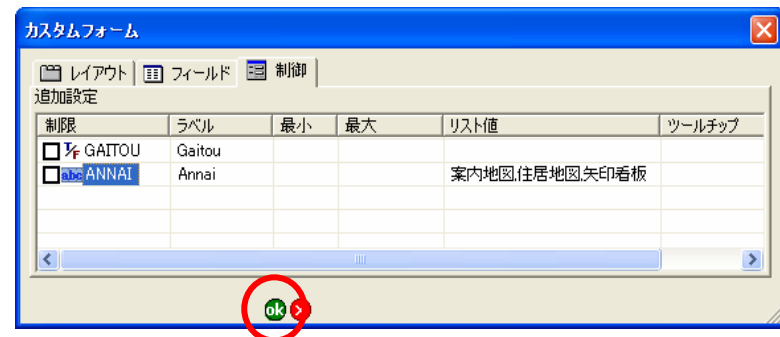 カスタムフォーム
レイアウト フィールド 制御
追加設定
制限 ラベル 最小 最大 リスト値 ツールチップ
T/F GAITOU Gaitou
abc ANNAI Annai 案内地図,住居地図,矢印看板
ok